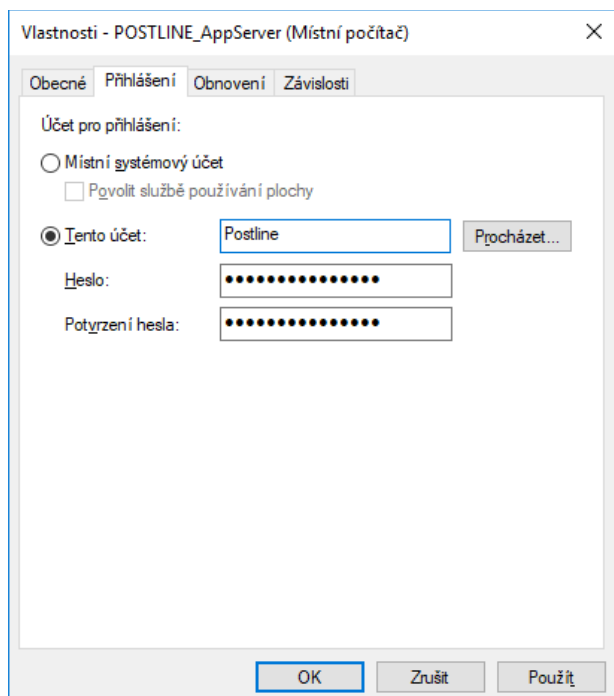 Vlastnosti - POSTLINE_AppServer (Místní počítač)
Obecné Přihlášení Obnovení Závislosti
Účet pro přihlášení:
Místní systémový účet
Povolit službě používání plochy
Tento účet: Postline Procházet...
Heslo: ●●●●●●●●●●●●●●●
Potvrzení hesla: ●●●●●●●●●●●●●●●
OK Zrušit Použít